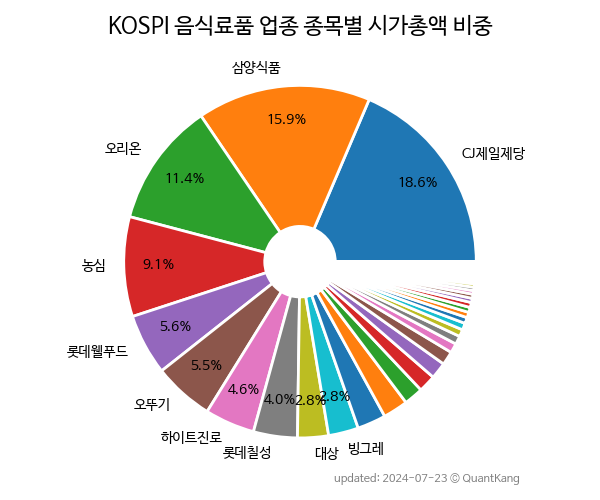 KOSPI 음식료품 업종 종목별 시가총액 비중
삼양식품
15.9%
CJ제일제당
18.6%
오리온
11.4%
농심
9.1%
롯데웰푸드
5.6%
오뚜기
5.5%
하이트진로
4.6%
롯데칠성
4.0%
대상
2.8%
빙그레
2.8%
updated: 2024-07-23 © QuantKang